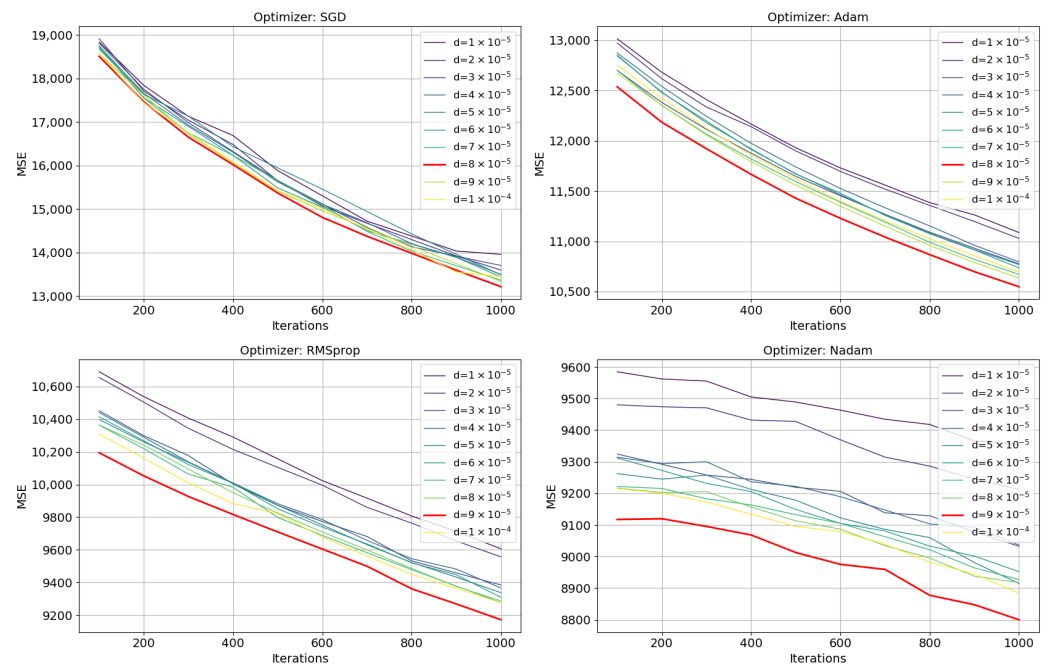 Optimizer: SGD
19,000
18,000
17,000
16,000
15,000
14,000
13,000
MSE
200
400
600
800
1000
Iterations
d=1 × 10⁻⁵
d=2 × 10⁻⁵
d=3 × 10⁻⁵
d=4 × 10⁻⁵
d=5 × 10⁻⁵
d=6 × 10⁻⁵
d=7 × 10⁻⁵
d=8 × 10⁻⁵
d=9 × 10⁻⁵
d=1 × 10⁻⁴
Optimizer: Adam
13,000
12,500
12,000
11,500
11,000
10,500
MSE
200
400
600
800
1000
Iterations
d=1 × 10⁻⁵
d=2 × 10⁻⁵
d=3 × 10⁻⁵
d=4 × 10⁻⁵
d=5 × 10⁻⁵
d=6 × 10⁻⁵
d=7 × 10⁻⁵
d=8 × 10⁻⁵
d=9 × 10⁻⁵
d=1 × 10⁻⁴
Optimizer: RMSprop
10,600
10,400
10,200
10,000
9800
9600
9400
9200
MSE
200
400
600
800
1000
Iterations
d=1 × 10⁻⁵
d=2 × 10⁻⁵
d=3 × 10⁻⁵
d=4 × 10⁻⁵
d=5 × 10⁻⁵
d=6 × 10⁻⁵
d=7 × 10⁻⁵
d=8 × 10⁻⁵
d=9 × 10⁻⁵
d=1 × 10⁻⁴
Optimizer: Nadam
9600
9500
9400
9300
9200
9100
9000
8900
8800
MSE
200
400
600
800
1000
Iterations
d=1 × 10⁻⁵
d=2 × 10⁻⁵
d=3 × 10⁻⁵
d=4 × 10⁻⁵
d=5 × 10⁻⁵
d=6 × 10⁻⁵
d=7 × 10⁻⁵
d=8 × 10⁻⁵
d=9 × 10⁻⁵
d=1 × 10⁻⁴